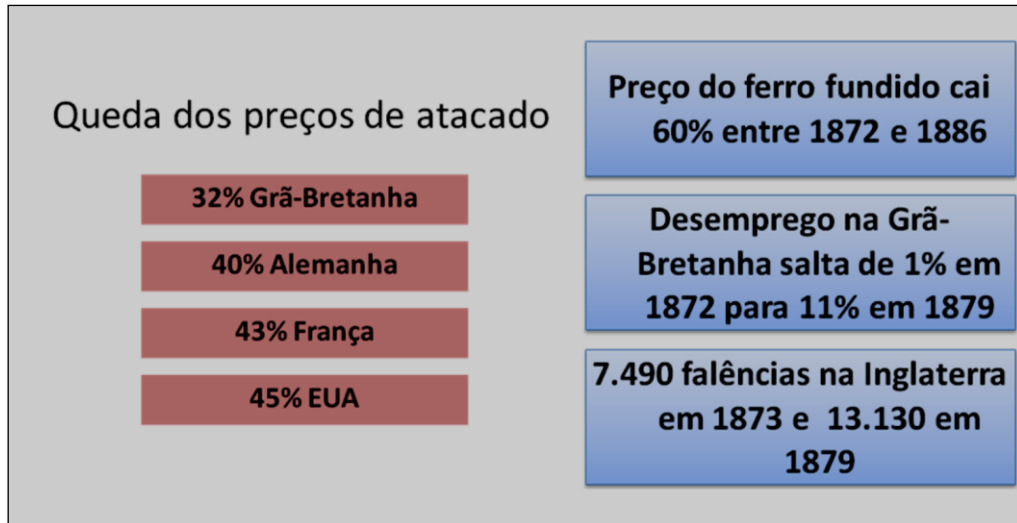 Queda dos preços de atacado
32% Grã-Bretanha
40% Alemanha
43% França
45% EUA
Preço do ferro fundido cai
60% entre 1872 e 1886
Desemprego na Grã-
Bretanha salta de 1% em
1872 para 11% em 1879
7.490 falências na Inglaterra
em 1873 e 13.130 em
1879